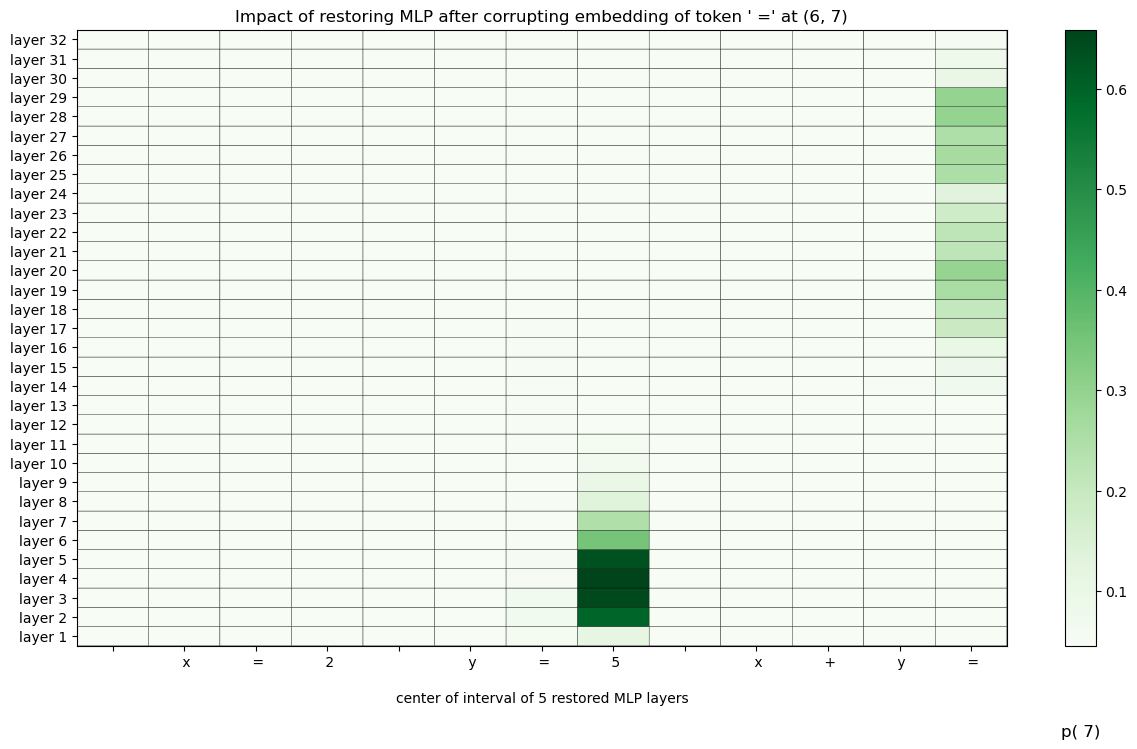 Impact of restoring MLP after corrupting embedding of token ' =' at (6, 7)
layer 32
layer 31
layer 30
layer 29
layer 28
layer 27
layer 26
layer 25
layer 24
layer 23
layer 22
layer 21
layer 20
layer 19
layer 18
layer 17
layer 16
layer 15
layer 14
layer 13
layer 12
layer 11
layer 10
layer 9
layer 8
layer 7
layer 6
layer 5
layer 4
layer 3
layer 2
layer 1
x = 2 y = 5 x + y =
center of interval of 5 restored MLP layers
0.6
0.5
0.4
0.3
0.2
0.1
p( 7)